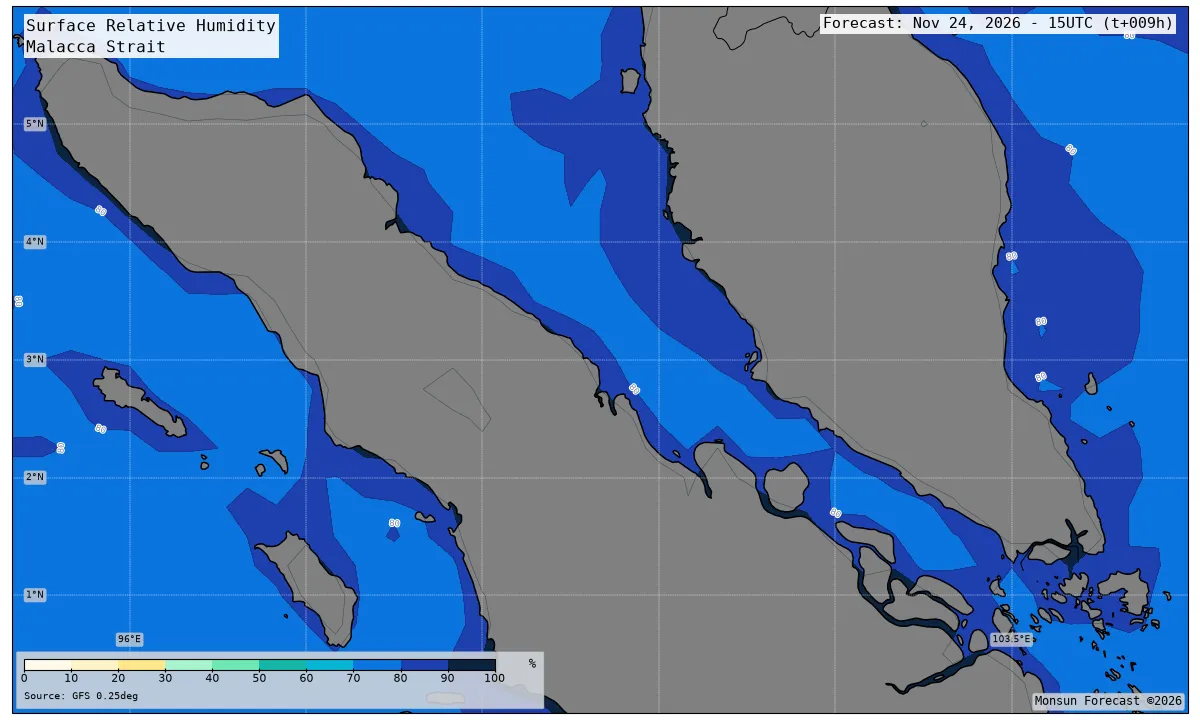 Surface Relative Humidity
Malacca Strait
Forecast: Nov 24, 2026 - 15UTC (t+009h)
80
5°N
80
80
4°N
80
80
80
3°N
80
80
80
80
2°N
80
80
1°N
96°E
103.5°E
%
0 10 20 30 40 50 60 70 80 90 100
Source: GFS 0.25deg
Monsun Forecast ©2026